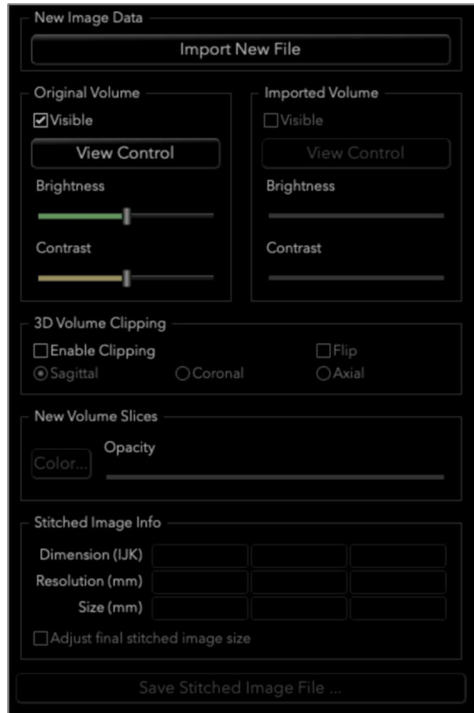 New Image Data
Import New File
Original Volume
Visible
View Control
Brightness
Contrast
Imported Volume
Visible
View Control
Brightness
Contrast
3D Volume Clipping
Enable Clipping
Flip
Sagittal
Coronal
Axial
New Volume Slices
Color...
Opacity
Stitched Image Info
Dimension (IJK)
Resolution (mm)
Size (mm)
Adjust final stitched image size
Save Stitched Image File ...